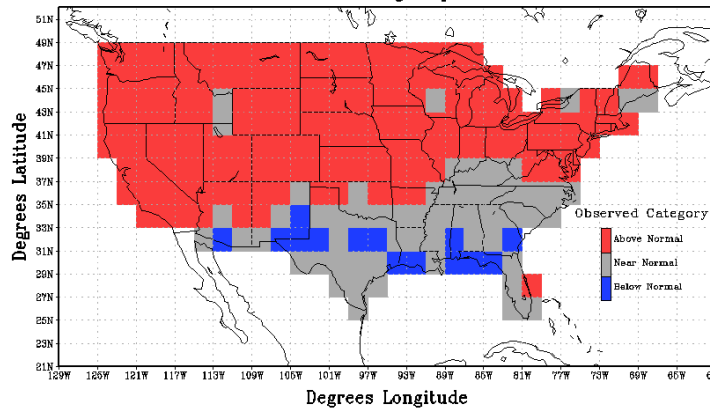 51N
49N
47N
45N
43N
41N
39N
37N
35N
33N
31N
29N
27N
25N
23N
21N
Degrees Latitude
Observed Category
Above Normal
Near Normal
Below Normal
129W 125W 121W 117W 113W 109W 105W 101W 97W 93W 89W 85W 81W 77W 73W 69W 65W
Degrees Longitude